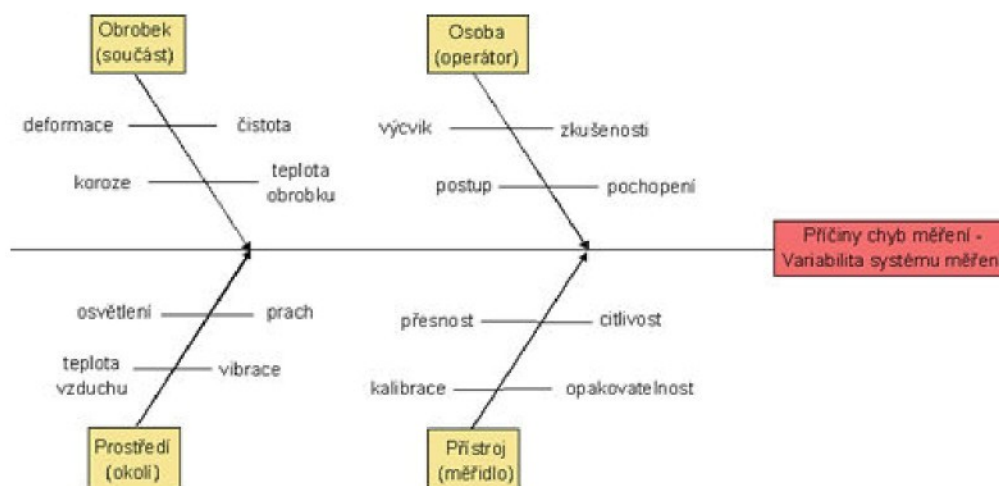 Obrobek
(součást)
Osoba
(operátor)
deformace
čistota
výcvik
zkušenosti
koroze
teplota
obrobku
postup
pochopení
Příčiny chyb měření -
Variabilita systému měřen
osvětlení
prach
přesnost
citlivost
teplota
vzduchu
vibrace
kalibrace
opakovatelnost
Prostředí
(okolí)
Přístroj
(měřidlo)